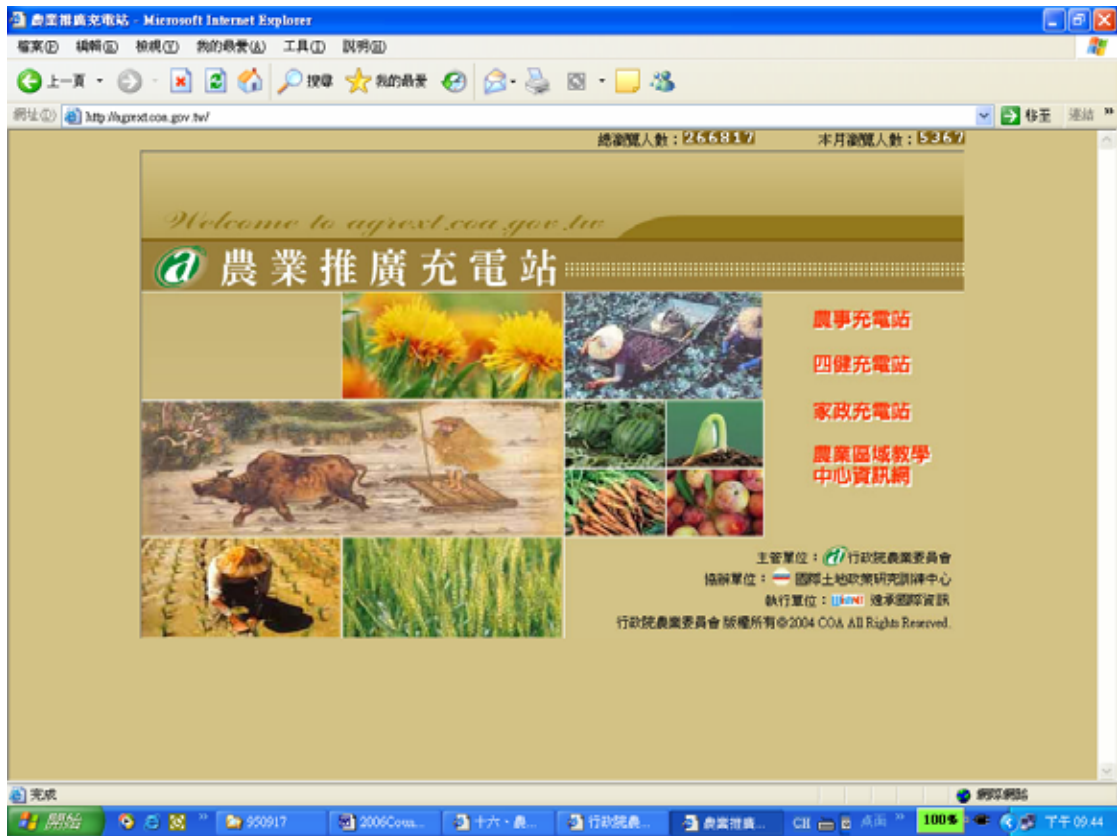 農業推廣充電站 - Microsoft Internet Explorer
檔案(F) 編輯(E) 檢視(V) 我的最愛(A) 工具(T) 說明(H)
上一頁 搜尋 我的最愛
網址(D) http://agrext.coa.gov.tw/ 移至 連結 »
總瀏覽人數：266817 本月瀏覽人數：5367
Welcome to agrext.coa.gov.tw
農業推廣充電站
農事充電站
四健充電站
家政充電站
農業區域教學
中心資訊網
主管單位：行政院農業委員會
協辦單位：國際土地政策研究訓練中心
執行單位：遠承國際資訊
行政院農業委員會 版權所有©2004 COA All Rights Reserved.
完成 網際網路
開始 » 950917 2006Coun... 十六、農... 行政院農... 農業推廣... CH 桌面 » 100% 下午 09:44